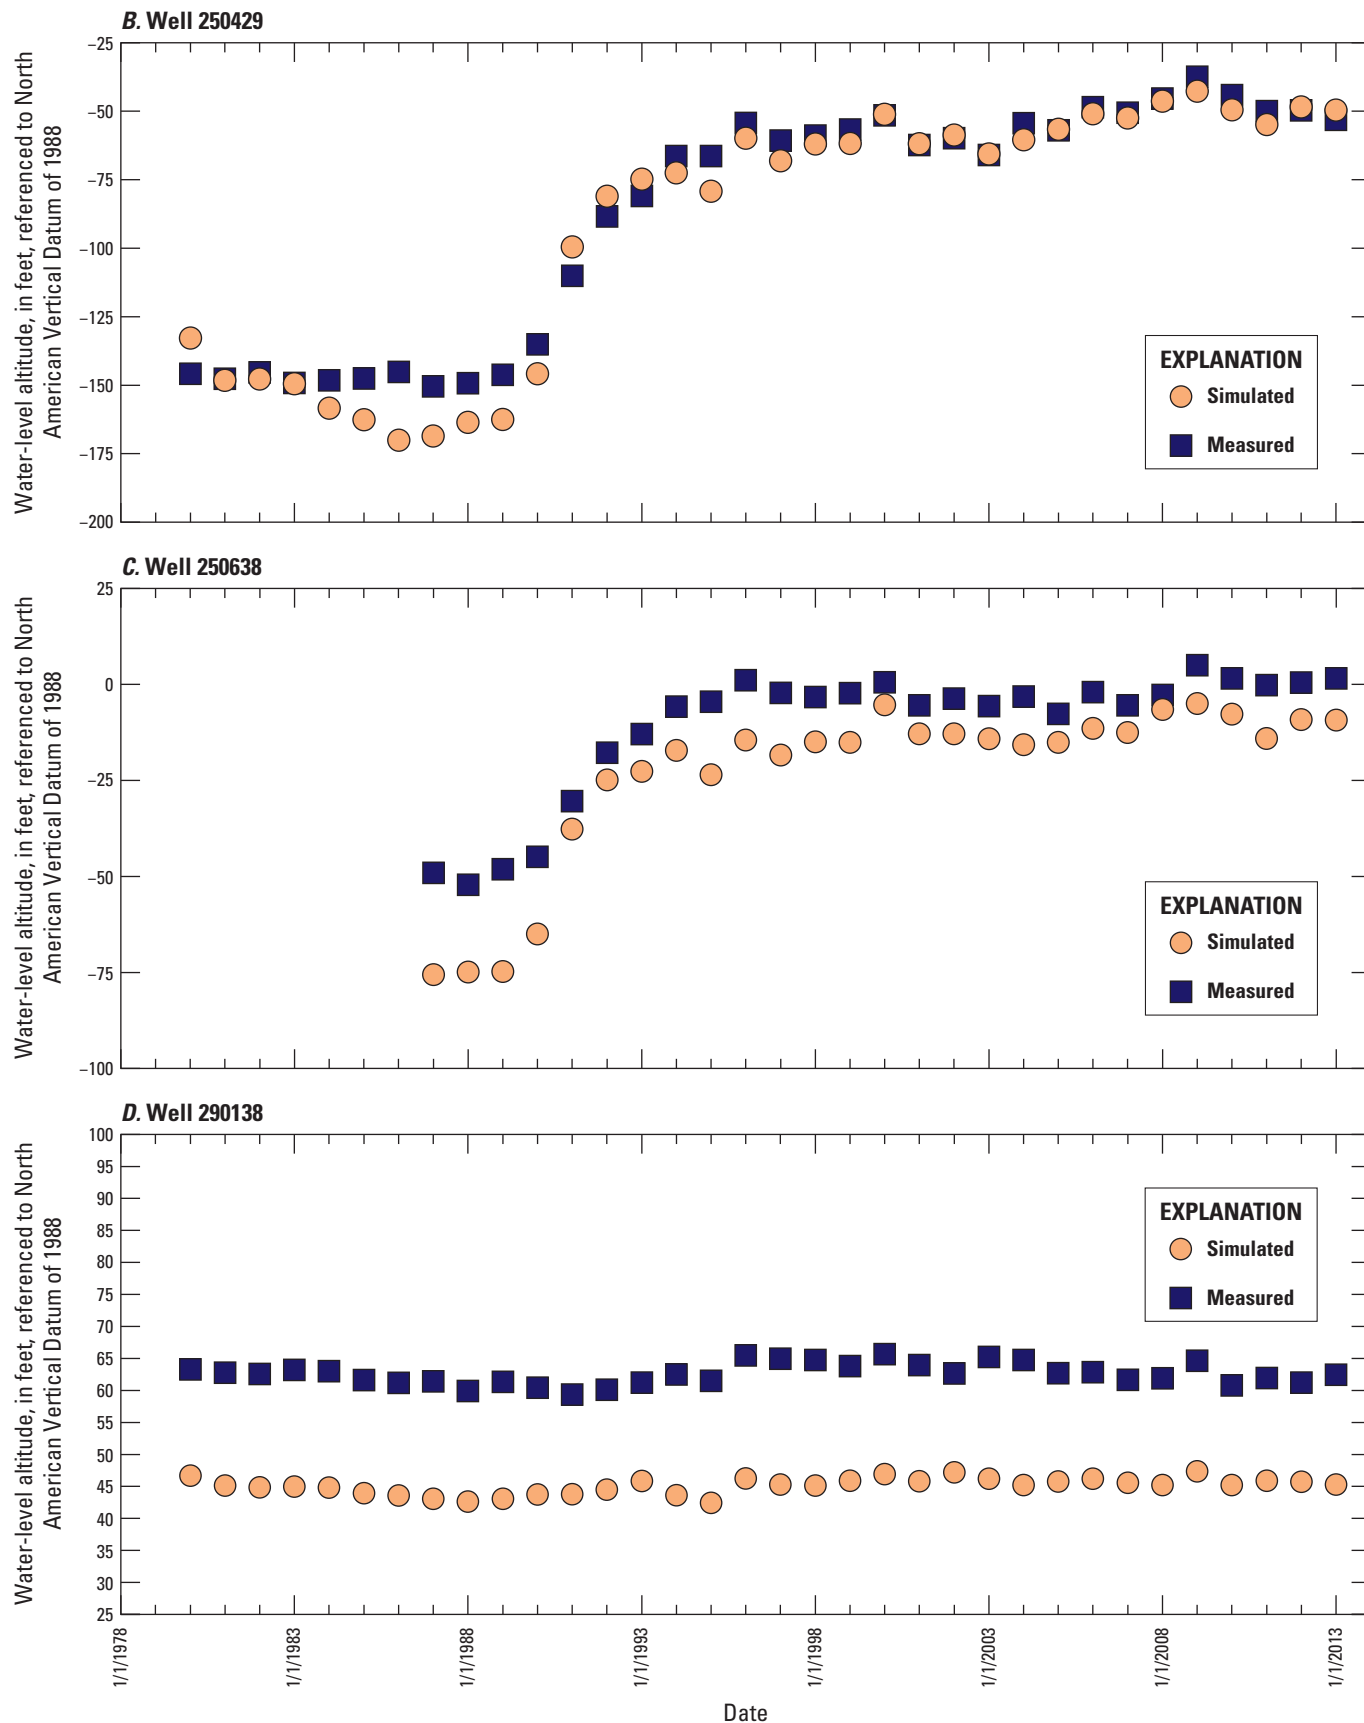 B. Well 250429
Water-level altitude, in feet, referenced to North
American Vertical Datum of 1988
–25
–50
–75
–100
–125
–150
–175
–200
EXPLANATION
Simulated
Measured
C. Well 250638
Water-level altitude, in feet, referenced to North
American Vertical Datum of 1988
25
0
–25
–50
–75
–100
EXPLANATION
Simulated
Measured
D. Well 290138
Water-level altitude, in feet, referenced to North
American Vertical Datum of 1988
100
95
90
85
80
75
70
65
60
55
50
45
40
35
30
25
EXPLANATION
Simulated
Measured
1/1/1978
1/1/1983
1/1/1988
1/1/1993
1/1/1998
1/1/2003
1/1/2008
1/1/2013
Date